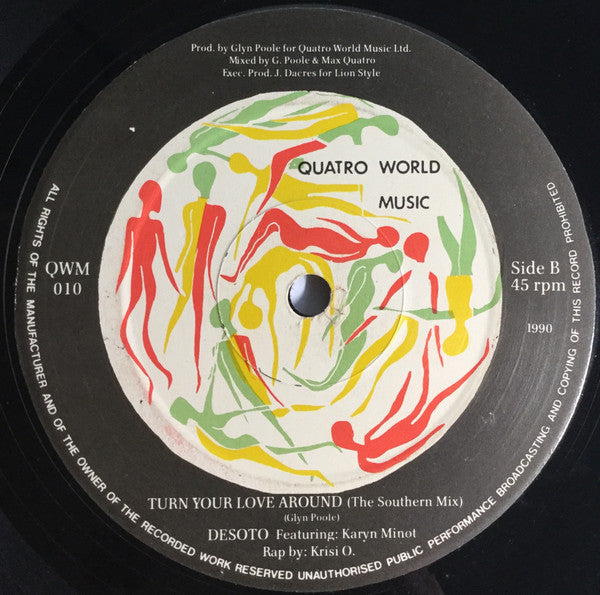 Prod. by Glyn Poole for Quatro World Music Ltd.
Mixed by G. Poole & Max Quatro
Exec. Prod. J. Dacres for Lion Style
QUATRO WORLD
MUSIC
QWM
010
Side B
45 rpm
1990
TURN YOUR LOVE AROUND (The Southern Mix)
(Glyn Poole)
DESOTO Featuring: Karyn Minot
Rap by: Krisi O.
ALL RIGHTS OF THE MANUFACTURER AND OF THE OWNER OF THE RECORDED WORK RESERVED UNAUTHORISED PUBLIC PERFORMANCE BROADCASTING AND COPYING OF THIS RECORD PROHIBITED